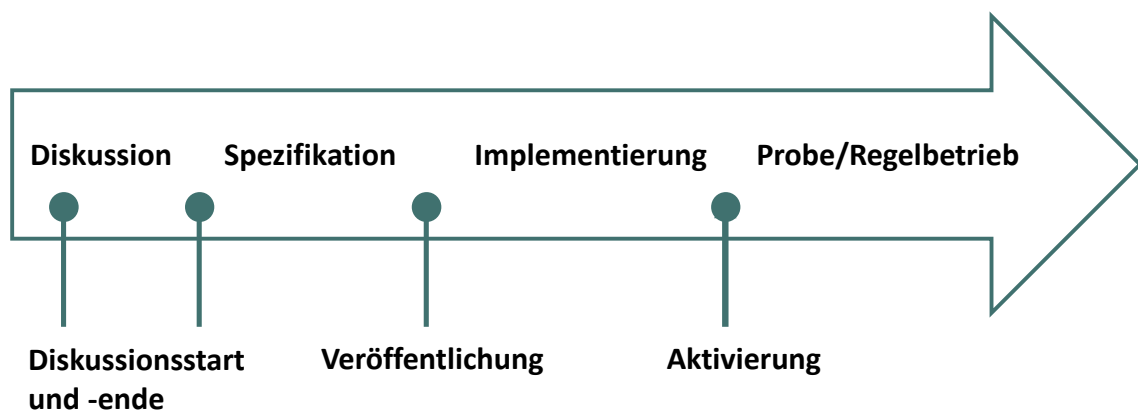 Diskussion Spezifikation Implementierung Probe/Regelbetrieb
Diskussionsstart Veröffentlichung Aktivierung
und -ende